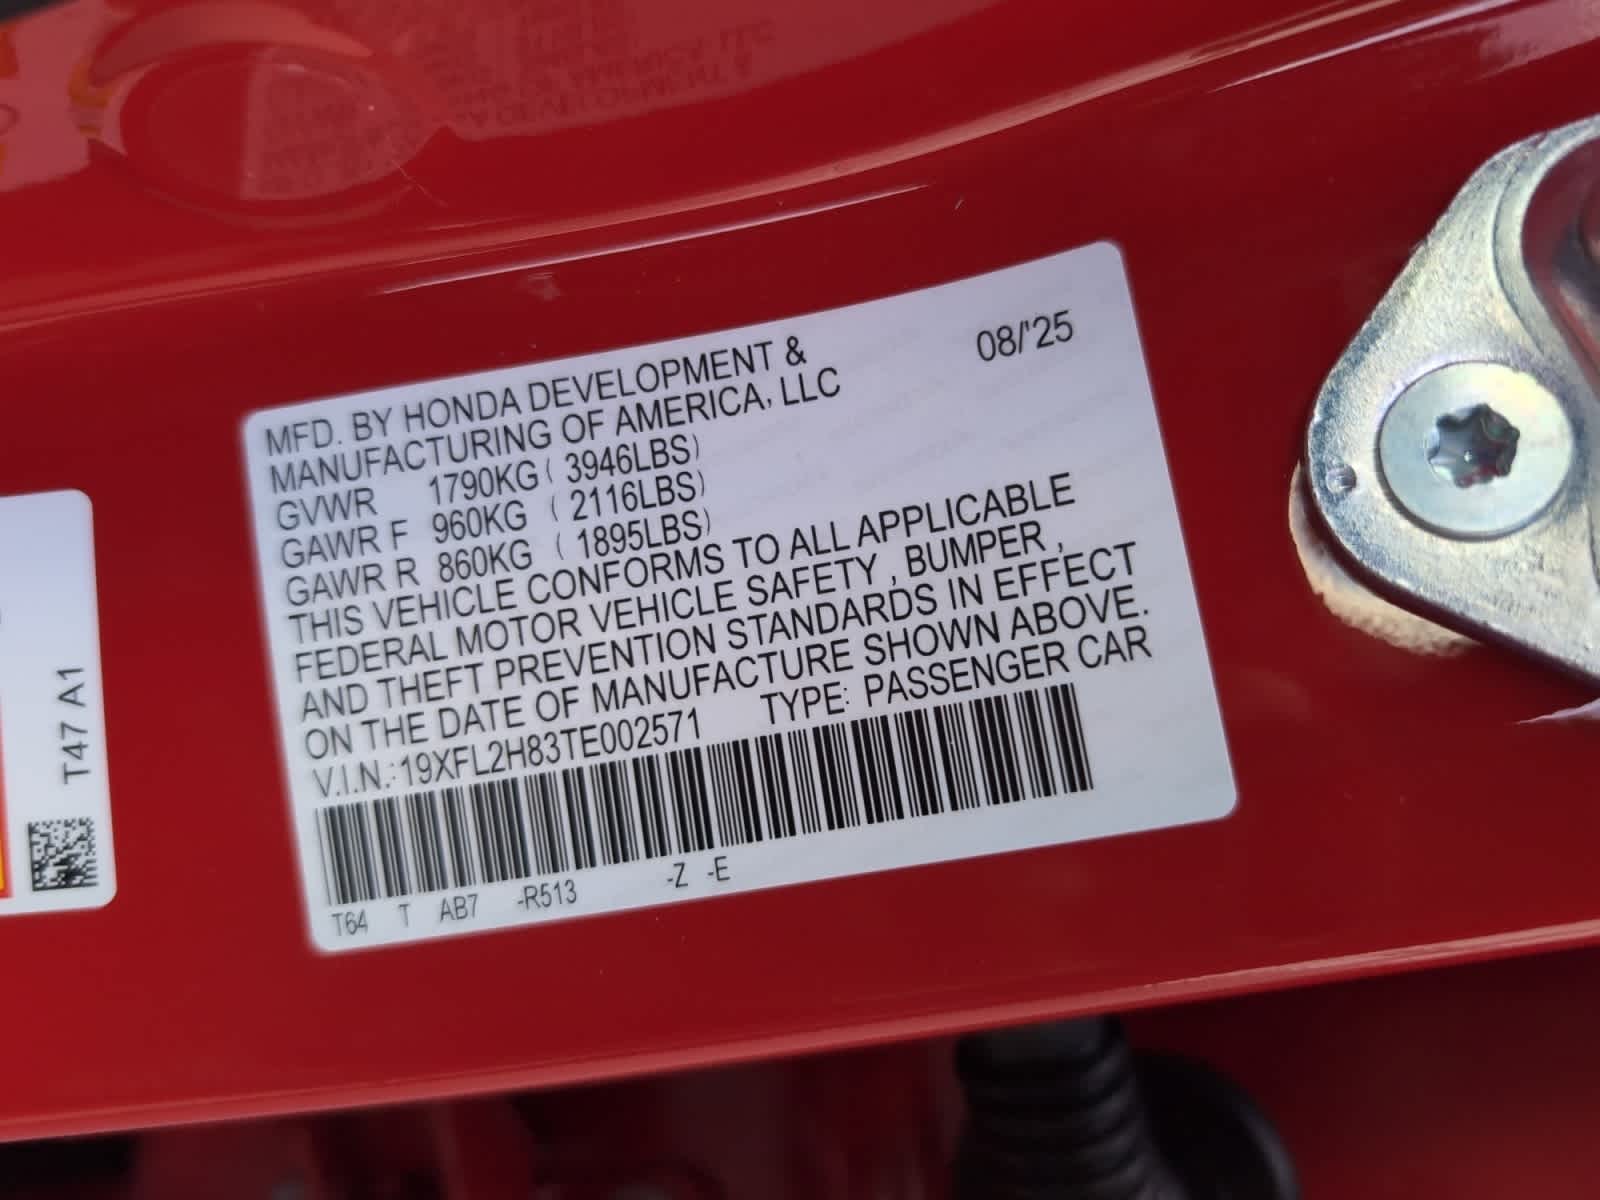 MFD. BY HONDA DEVELOPMENT &
MANUFACTURING OF AMERICA, LLC
08/'25
GVWR 1790KG ( 3946LBS)
GAWR F 960KG ( 2116LBS)
GAWR R 860KG ( 1895LBS)
THIS VEHICLE CONFORMS TO ALL APPLICABLE
FEDERAL MOTOR VEHICLE SAFETY , BUMPER ,
AND THEFT PREVENTION STANDARDS IN EFFECT
ON THE DATE OF MANUFACTURE SHOWN ABOVE.
V.I.N.: 19XFL2H83TE002571 TYPE: PASSENGER CAR
T64 T AB7 -R513 -Z -E
T47 A1